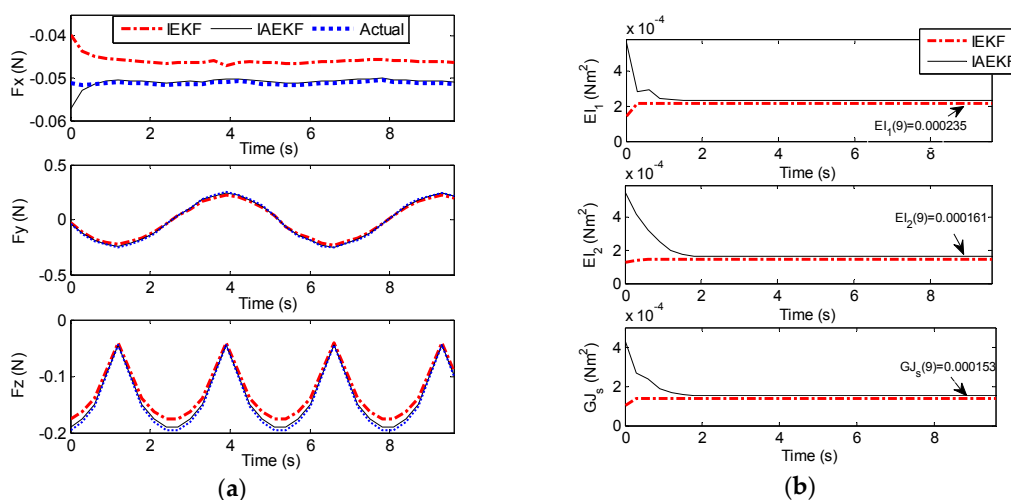 IEKF IAEKF Actual
-0.04
-0.05
-0.06
Fx (N)
0 2 4 6 8
Time (s)
0.5
0
-0.5
Fy (N)
0 2 4 6 8
Time (s)
0
-0.1
-0.2
Fz (N)
0 2 4 6 8
Time (s)
(a)
x 10⁻⁴
IEKF
IAEKF
4
2
0
EI₁ (Nm²)
EI₁(9)=0.000235
0 2 4 6 8
Time (s)
x 10⁻⁴
4
2
0
EI₂ (Nm²)
EI₂(9)=0.000161
0 2 4 6 8
Time (s)
x 10⁻⁴
4
2
0
GJₛ (Nm²)
GJₛ(9)=0.000153
0 2 4 6 8
Time (s)
(b)